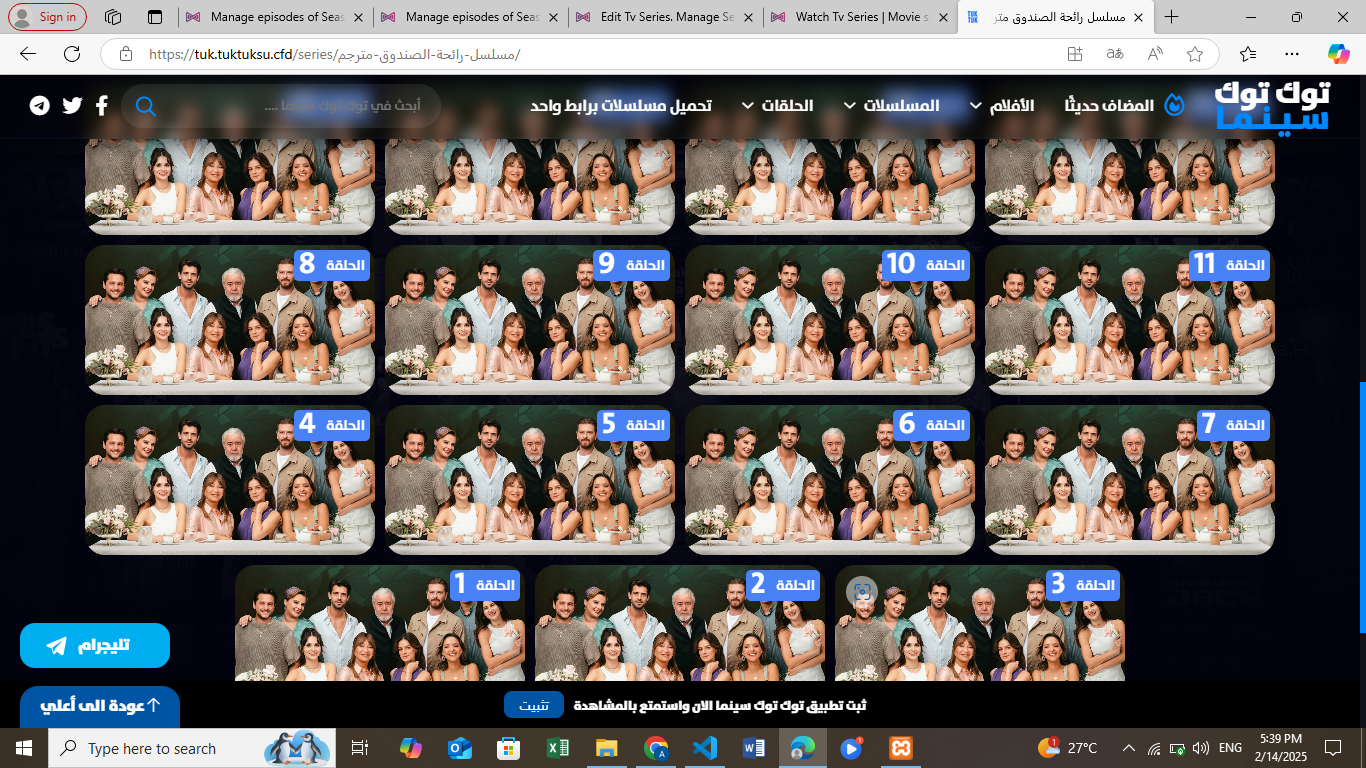 Sign in
Manage episodes of Seas
Manage episodes of Seas
Edit Tv Series. Manage Se
Watch Tv Series | Movie s
مسلسل رائحة الصندوق متر
https://tuk.tuktuksu.cfd/series/مسلسل-رائحة-الصندوق-مترجم/
توك توك
سينما
المضاف حديثًا
الأفلام
المسلسلات
الحلقات
تحميل مسلسلات برابط واحد
أبحث في توك توك سينما ....
الحلقة 11
الحلقة 10
الحلقة 9
الحلقة 8
الحلقة 7
الحلقة 6
الحلقة 5
الحلقة 4
الحلقة 3
الحلقة 2
الحلقة 1
تليجرام
عودة الى أعلي
ثبت تطبيق توك توك سينما الان واستمتع بالمشاهدة
تثبيت
Type here to search
27°C
ENG
5:39 PM
2/14/2025